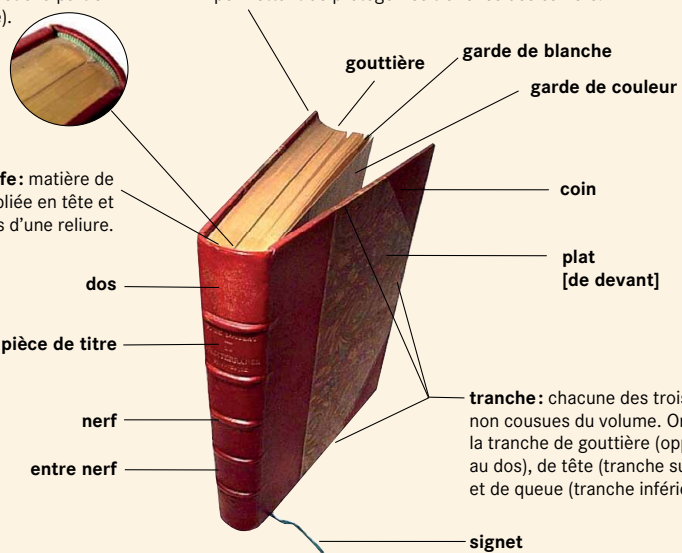 e).
gouttière
garde de blanche
garde de couleur
fe : matière de
pliée en tête et
s d'une reliure.
coin
plat
[de devant]
dos
pièce de titre
nerf
entre nerf
tranche : chacune des trois
non cousues du volume. On
la tranche de gouttière (opp
au dos), de tête (tranche su
et de queue (tranche inférie
signet